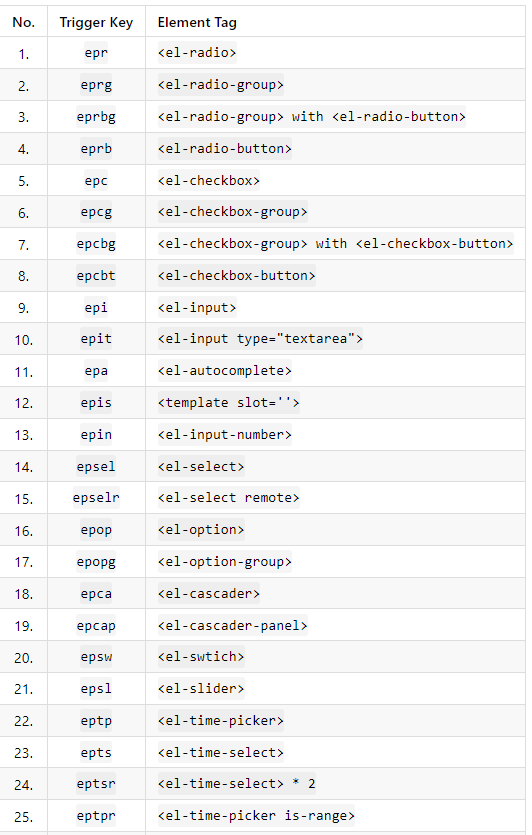 No. Trigger Key Element Tag
1. epr <el-radio>
2. eprg <el-radio-group>
3. eprbg <el-radio-group> with <el-radio-button>
4. eprb <el-radio-button>
5. epc <el-checkbox>
6. epcg <el-checkbox-group>
7. epcbg <el-checkbox-group> with <el-checkbox-button>
8. epcbt <el-checkbox-button>
9. epi <el-input>
10. epit <el-input type="textarea">
11. epa <el-autocomplete>
12. epis <template slot=''>
13. epin <el-input-number>
14. epsel <el-select>
15. epselr <el-select remote>
16. epop <el-option>
17. epopg <el-option-group>
18. epca <el-cascader>
19. epcap <el-cascader-panel>
20. epsw <el-swtich>
21. epsl <el-slider>
22. eptp <el-time-picker>
23. epts <el-time-select>
24. eptsr <el-time-select> * 2
25. eptpr <el-time-picker is-range>